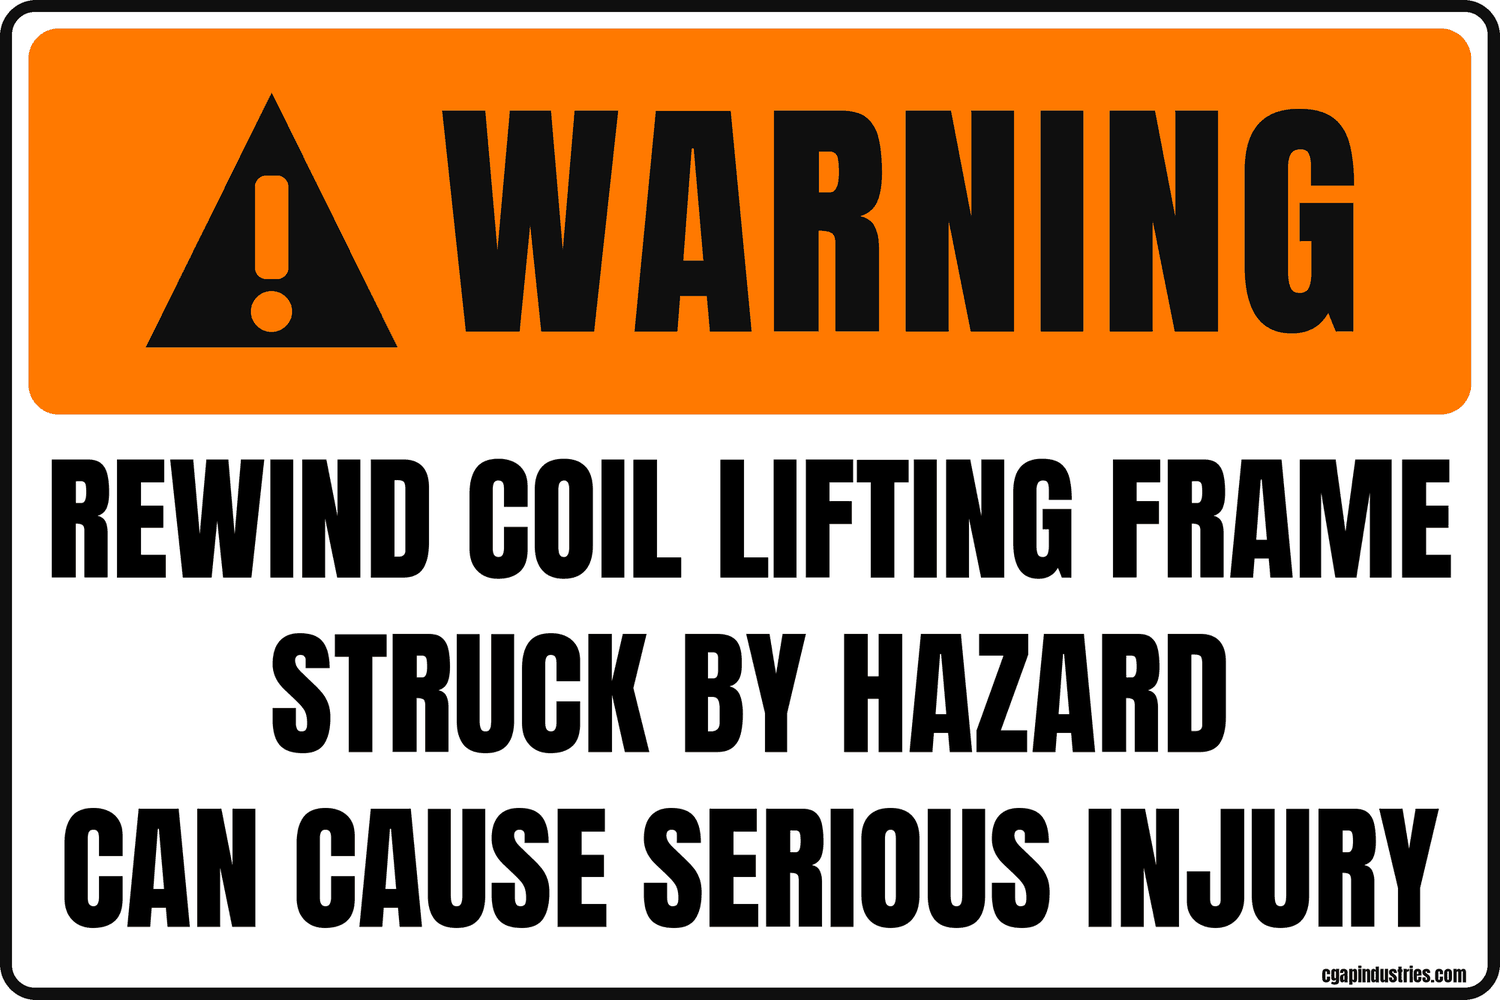 WARNING
REWIND COIL LIFTING FRAME
STRUCK BY HAZARD
CAN CAUSE SERIOUS INJURY
cgapindustries.com